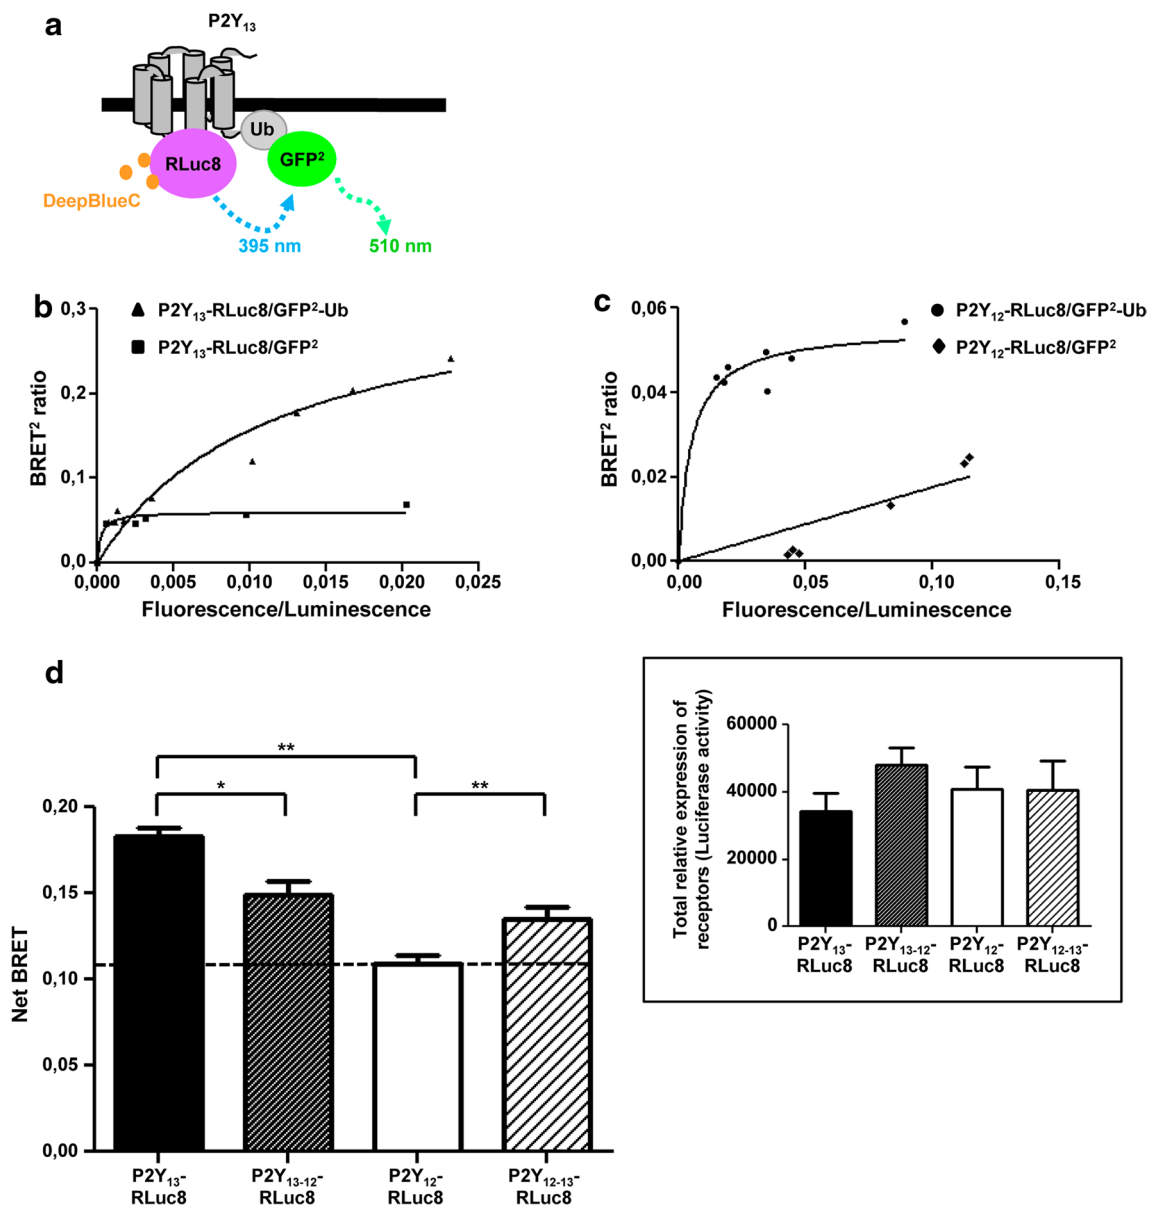 a
P2Y13
Ub
RLuc8
GFP2
DeepBlueC
395 nm
510 nm
b
P2Y13-RLuc8/GFP2-Ub
P2Y13-RLuc8/GFP2
BRET2 ratio
0,3
0,2
0,1
0,0
0,000 0,005 0,010 0,015 0,020 0,025
Fluorescence/Luminescence
c
P2Y12-RLuc8/GFP2-Ub
P2Y12-RLuc8/GFP2
BRET2 ratio
0,06
0,04
0,02
0,00
0,00 0,05 0,10 0,15
Fluorescence/Luminescence
d
**
* **
Net BRET
0,20
0,15
0,10
0,05
0,00
P2Y13- P2Y13-12- P2Y12- P2Y12-13-
RLuc8 RLuc8 RLuc8 RLuc8
Total relative expression of
receptors (Luciferase activity)
60000
40000
20000
0
P2Y13- P2Y13-12- P2Y12- P2Y12-13-
RLuc8 RLuc8 RLuc8 RLuc8